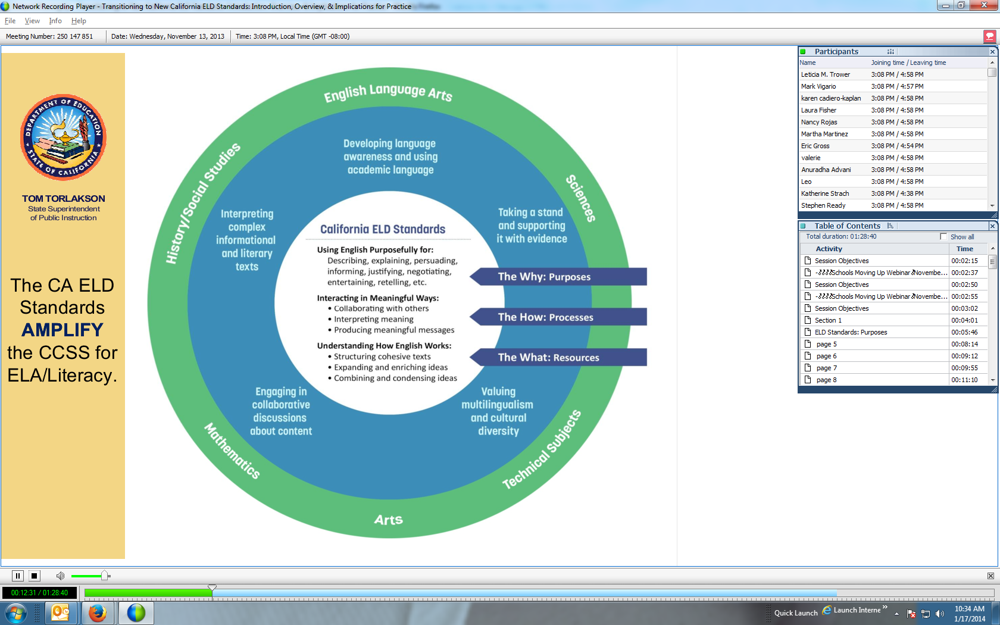 Network Recording Player - Transitioning to New California ELD Standards: Introduction, Overview, & Implications for Practice
File View Info Help
Meeting Number: 250 147 851 Date: Wednesday, November 13, 2013 Time: 3:08 PM, Local Time (GMT -08:00)
DEPARTMENT OF EDUCATION
STATE OF CALIFORNIA
TOM TORLAKSON
State Superintendent
of Public Instruction
The CA ELD
Standards
AMPLIFY
the CCSS for
ELA/Literacy.
English Language Arts
History/Social Studies
Sciences
Mathematics
Technical Subjects
Arts
Developing language
awareness and using
academic language
Interpreting
complex
informational
and literary
texts
Taking a stand
and supporting
it with evidence
California ELD Standards
Using English Purposefully for:
Describing, explaining, persuading,
informing, justifying, negotiating,
entertaining, retelling, etc.
Interacting in Meaningful Ways:
• Collaborating with others
• Interpreting meaning
• Producing meaningful messages
Understanding How English Works:
• Structuring cohesive texts
• Expanding and enriching ideas
• Combining and condensing ideas
The Why: Purposes
The How: Processes
The What: Resources
Engaging in
collaborative
discussions
about content
Valuing
multilingualism
and cultural
diversity
Participants
Name Joining time / Leaving time
Leticia M. Trower 3:08 PM / 4:58 PM
Mark Vigario 3:08 PM / 4:57 PM
karen cadiero-kaplan 3:08 PM / 4:58 PM
Laura Fisher 3:08 PM / 4:58 PM
Nancy Rojas 3:08 PM / 4:58 PM
Martha Martinez 3:08 PM / 4:58 PM
Eric Gross 3:08 PM / 4:54 PM
valerie 3:08 PM / 4:58 PM
Anuradha Advani 3:08 PM / 4:58 PM
Leo 3:08 PM / 4:58 PM
Katherine Strach 3:08 PM / 4:38 PM
Stephen Ready 3:08 PM / 4:58 PM
Table of Contents
Total duration: 01:28:40 Show all
Activity Time
Session Objectives 00:02:15
Schools Moving Up Webinar Novembe... 00:02:37
Session Objectives 00:02:50
Schools Moving Up Webinar Novembe... 00:02:55
Session Objectives 00:03:02
Section 1 00:04:01
ELD Standards: Purposes 00:05:46
page 5 00:08:14
page 6 00:09:12
page 7 00:09:55
page 8 00:11:10
00:12:31 / 01:28:40
Quick Launch Launch Interne »
10:34 AM
1/17/2014